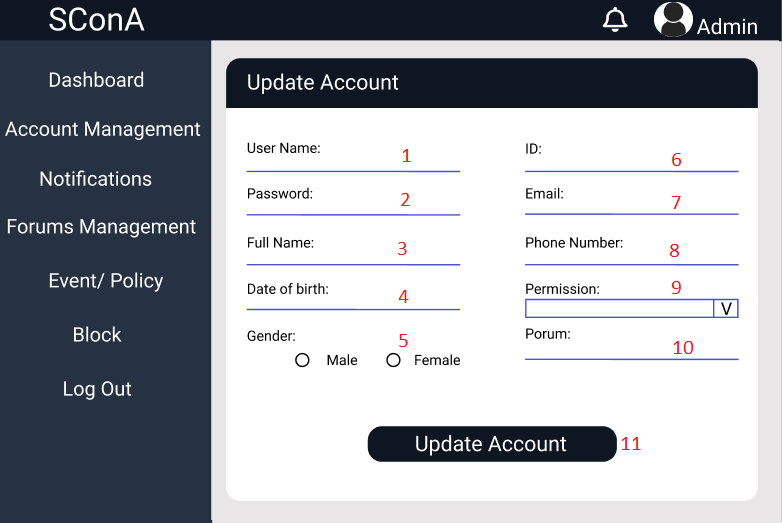 SConA
Admin
Dashboard
Account Management
Notifications
Forums Management
Event/ Policy
Block
Log Out
Update Account
User Name: 1
Password: 2
Full Name: 3
Date of birth: 4
Gender: 5
Male Female
ID: 6
Email: 7
Phone Number: 8
Permission: 9
V
Porum: 10
Update Account 11